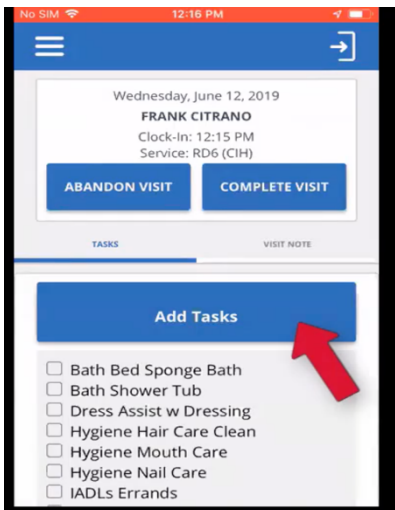 No SIM 12:16 PM
Wednesday, June 12, 2019
FRANK CITRANO
Clock-In: 12:15 PM
Service: RD6 (CIH)
ABANDON VISIT COMPLETE VISIT
TASKS VISIT NOTE
Add Tasks
Bath Bed Sponge Bath
Bath Shower Tub
Dress Assist w Dressing
Hygiene Hair Care Clean
Hygiene Mouth Care
Hygiene Nail Care
IADLs Errands